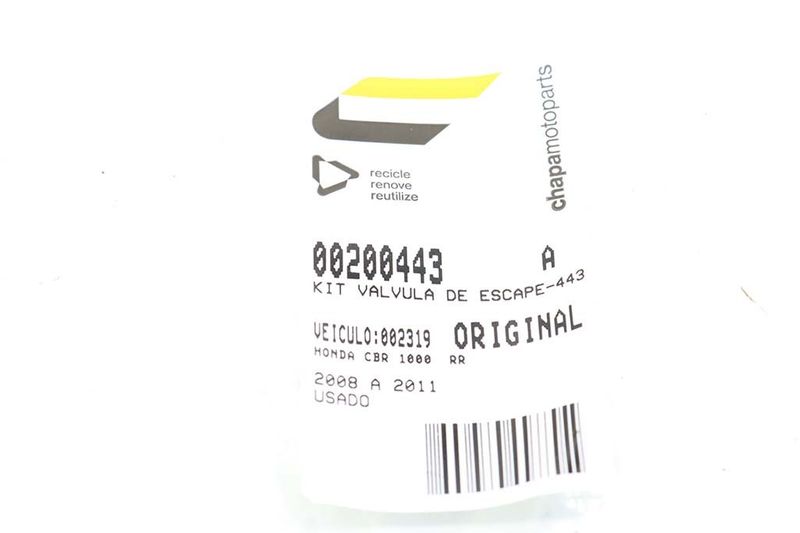 chapamotoparts
recicle
renove
reutilize
00200443 A
KIT VALVULA DE ESCAPE-443
VEICULO:002319 ORIGINAL
HONDA CBR 1000 RR
2008 A 2011
USADO